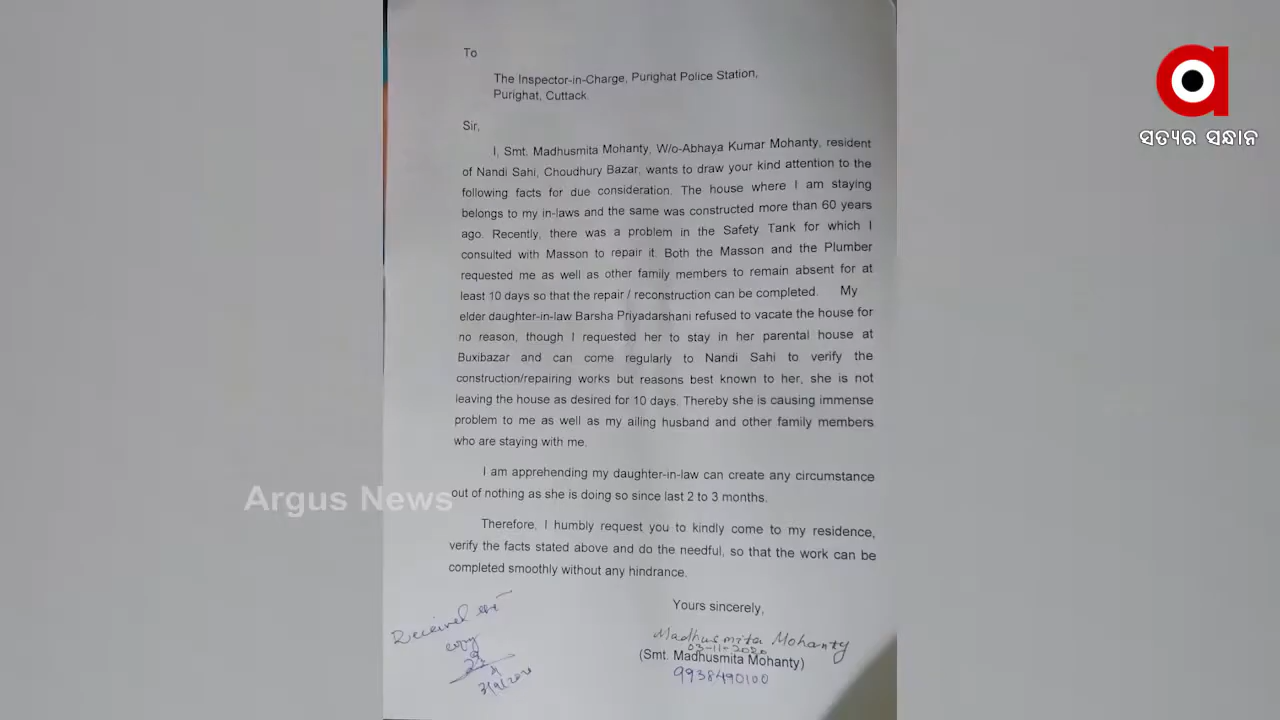 To
The Inspector-in-Charge, Purighat Police Station,
Purighat, Cuttack.
Sir,
I, Smt. Madhusmita Mohanty, W/o-Abhaya Kumar Mohanty, resident
of Nandi Sahi, Choudhury Bazar, wants to draw your kind attention to the
following facts for due consideration. The house where I am staying
belongs to my in-laws and the same was constructed more than 60 years
ago. Recently, there was a problem in the Safety Tank for which I
consulted with Masson to repair it. Both the Masson and the Plumber
requested me as well as other family members to remain absent for at
least 10 days so that the repair / reconstruction can be completed. My
elder daughter-in-law Barsha Priyadarshani refused to vacate the house for
no reason, though I requested her to stay in her parental house at
Buxibazar and can come regularly to Nandi Sahi to verify the
construction/repairing works but reasons best known to her, she is not
leaving the house as desired for 10 days. Thereby she is causing immense
problem to me as well as my ailing husband and other family members
who are staying with me.
I am apprehending my daughter-in-law can create any circumstance
out of nothing as she is doing so since last 2 to 3 months.
Therefore, I humbly request you to kindly come to my residence,
verify the facts stated above and do the needful, so that the work can be
completed smoothly without any hindrance.
Yours sincerely,
Madhusmita Mohanty
03-11-2020
(Smt. Madhusmita Mohanty)
9938490100
Received
copy
ସତ୍ୟର ସନ୍ଧାନ
Argus News